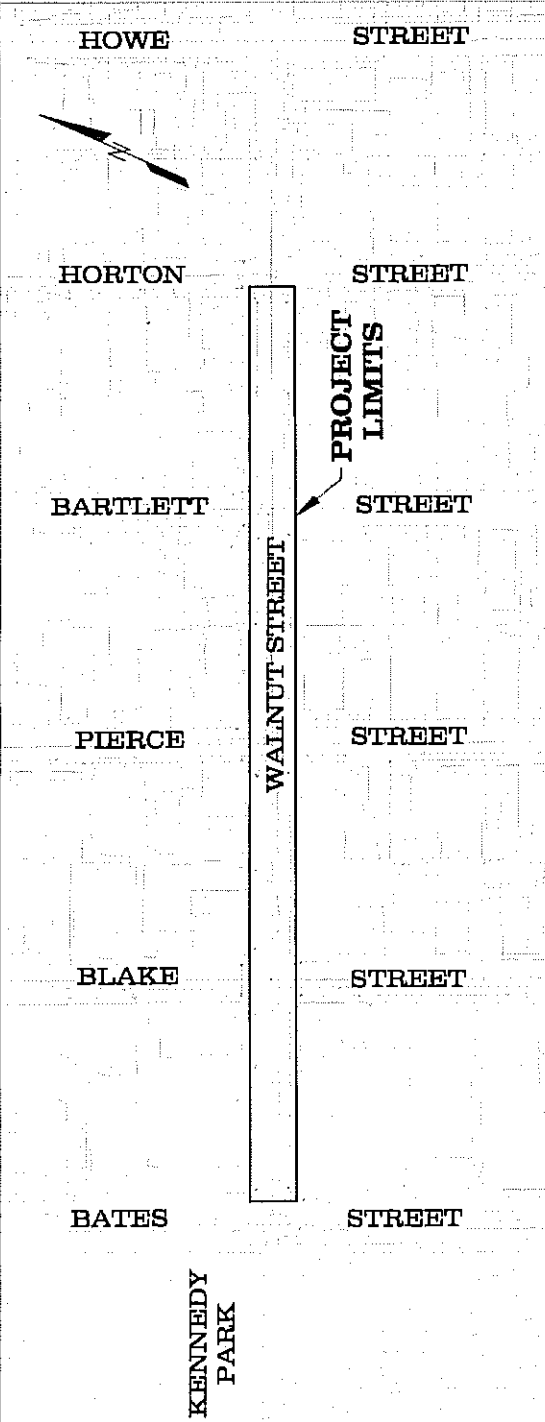 HOWE STREET
N
HORTON STREET
PROJECT
LIMITS
BARTLETT STREET
WALNUT STREET
PIERCE STREET
BLAKE STREET
BATES STREET
KENNEDY
PARK